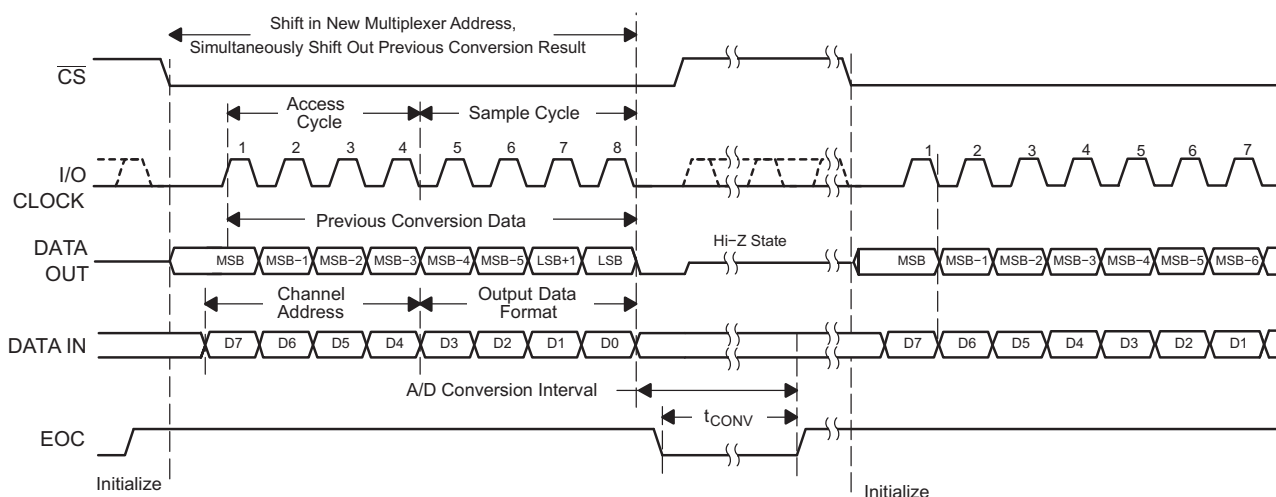 Shift in New Multiplexer Address,
Simultaneously Shift Out Previous Conversion Result
CS
Access
Cycle
Sample Cycle
I/O
CLOCK
1 2 3 4 5 6 7 8 1 2 3 4 5 6 7
Previous Conversion Data
DATA
OUT
Hi−Z State
MSB MSB−1 MSB−2 MSB−3 MSB−4 MSB−5 LSB+1 LSB MSB MSB−1 MSB−2 MSB−3 MSB−4 MSB−5 MSB−6
Channel
Address
Output Data
Format
DATA IN
D7 D6 D5 D4 D3 D2 D1 D0 D7 D6 D5 D4 D3 D2 D1
A/D Conversion Interval
tCONV
EOC
Initialize
Initialize